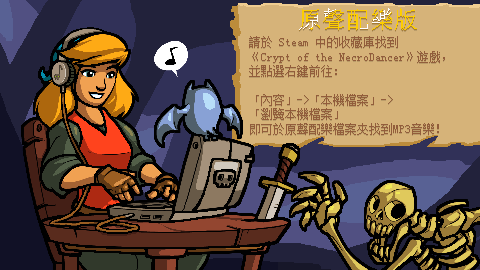 原聲配樂版
請於 Steam 中的收藏庫找到
《Crypt of the NecroDancer》遊戲，
並點選右鍵前往：
「內容」->「本機檔案」->
「瀏覽本機檔案」
即可於原聲配樂檔案夾找到MP3音樂！